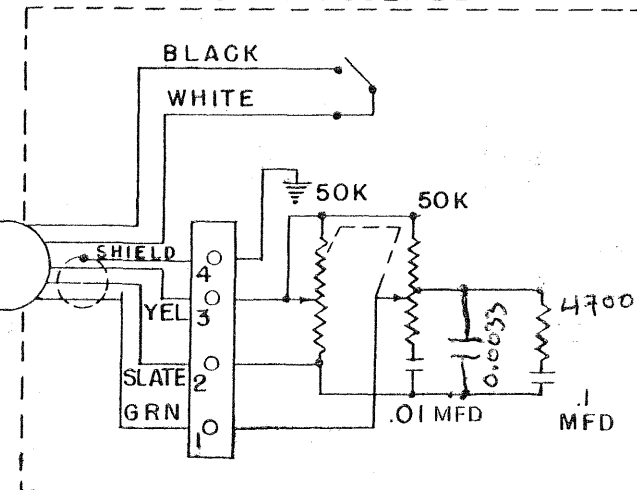 BLACK
WHITE
SHIELD
4
YEL
3
SLATE
2
GRN
1
50K
50K
0.0033
4700
.01 MFD
.1
MFD